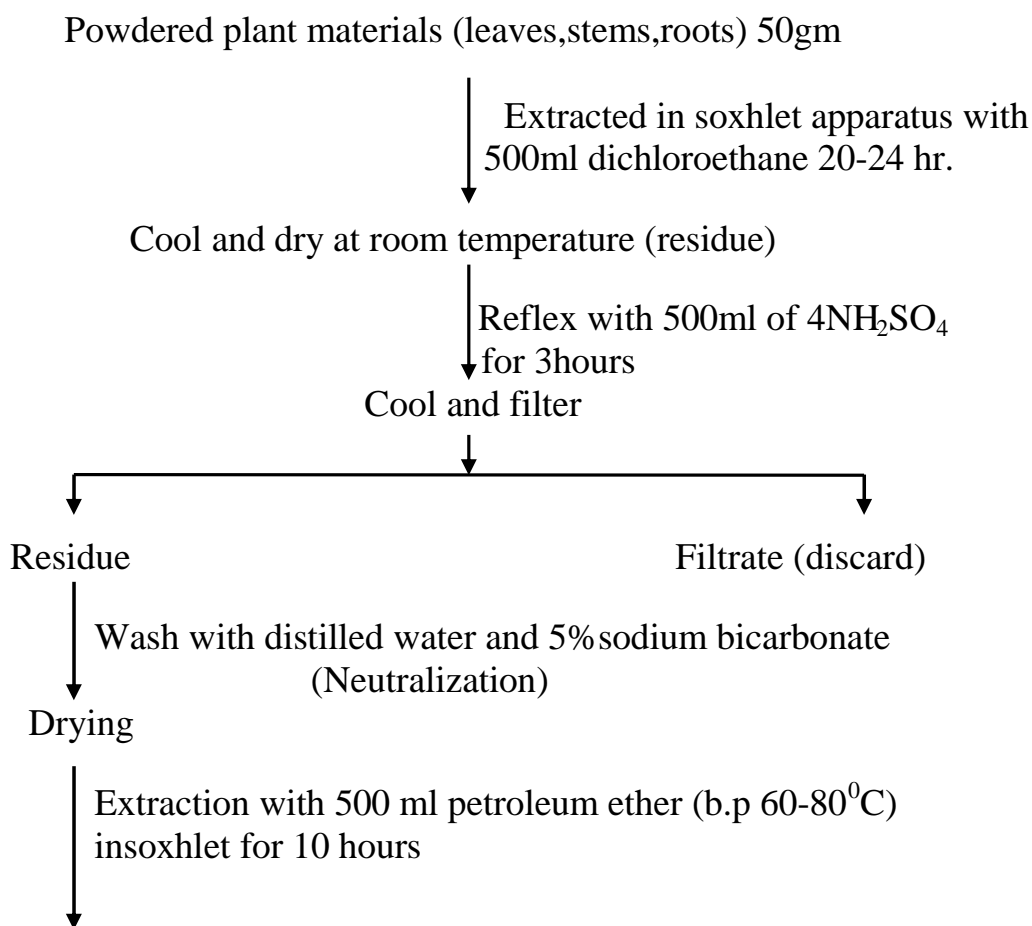 Powdered plant materials (leaves,stems,roots) 50gm
Extracted in soxhlet apparatus with
500ml dichloroethane 20-24 hr.
Cool and dry at room temperature (residue)
Reflex with 500ml of 4NH₂SO₄
for 3hours
Cool and filter
Residue
Filtrate (discard)
Wash with distilled water and 5% sodium bicarbonate
(Neutralization)
Drying
Extraction with 500 ml petroleum ether (b.p 60-80⁰C)
insoxhlet for 10 hours